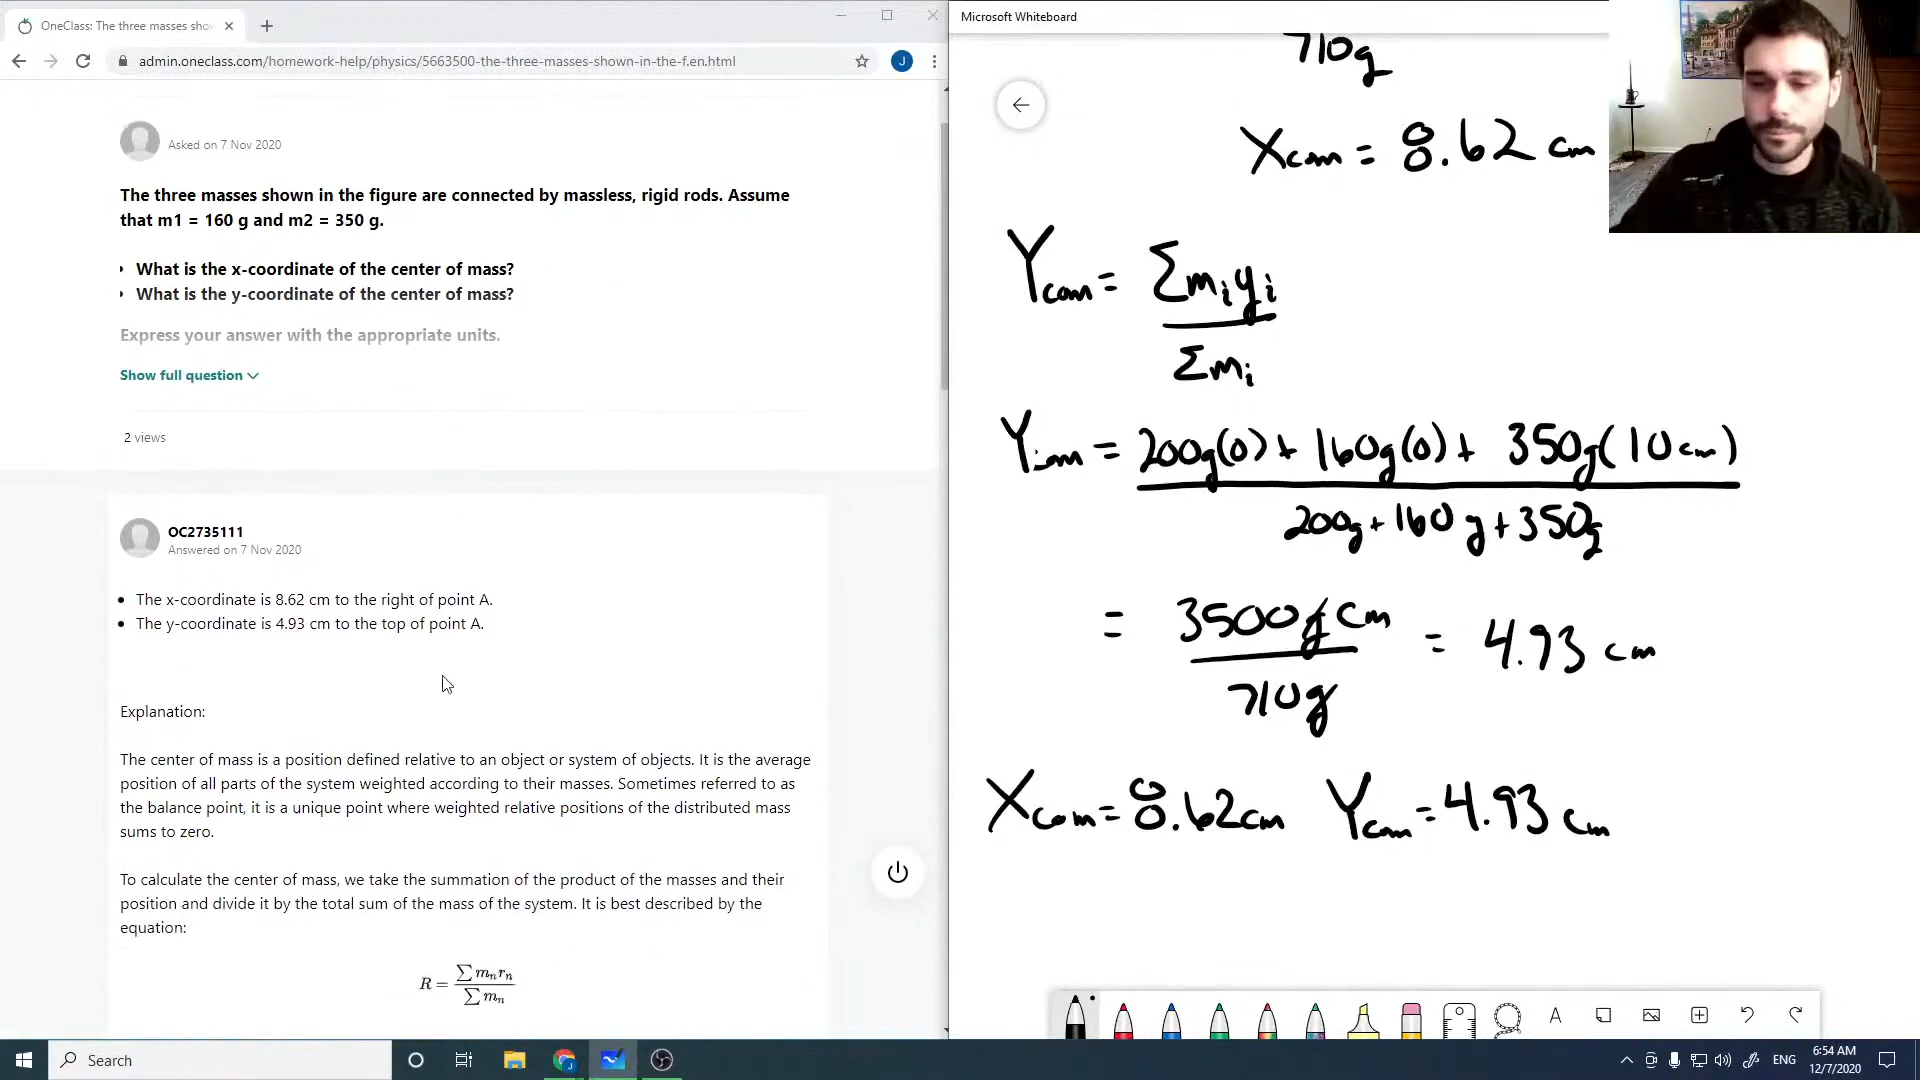 OneClass: The three masses sho
admin.oneclass.com/homework-help/physics/5663500-the-three-masses-shown-in-the-f.en.html
J
Asked on 7 Nov 2020
The three masses shown in the figure are connected by massless, rigid rods. Assume
that m1 = 160 g and m2 = 350 g.
• What is the x-coordinate of the center of mass?
• What is the y-coordinate of the center of mass?
Express your answer with the appropriate units.
Show full question
2 views
OC2735111
Answered on 7 Nov 2020
• The x-coordinate is 8.62 cm to the right of point A.
• The y-coordinate is 4.93 cm to the top of point A.
Explanation:
The center of mass is a position defined relative to an object or system of objects. It is the average
position of all parts of the system weighted according to their masses. Sometimes referred to as
the balance point, it is a unique point where weighted relative positions of the distributed mass
sums to zero.
To calculate the center of mass, we take the summation of the product of the masses and their
position and divide it by the total sum of the mass of the system. It is best described by the
equation:
R = ∑ mₙrₙ / ∑ mₙ
Microsoft Whiteboard
710g
Xcom = 8.62 cm
Ycom = Σmᵢyᵢ
Σmᵢ
Ycom = 200g(0) + 160g(0) + 350g(10cm)
200g + 160g + 350g
= 3500g cm = 4.93 cm
710g
Xcom = 8.62cm Ycom = 4.93 cm
A
Search
J
ENG
6:54 AM
12/7/2020